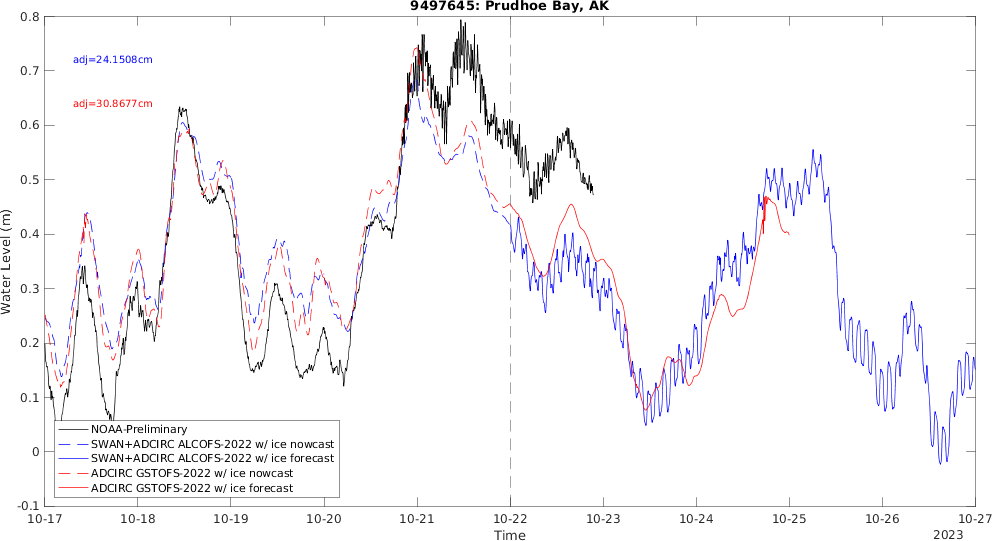 9497645: Prudhoe Bay, AK
adj=24.1508cm
adj=30.8677cm
Water Level (m)
0.8
0.7
0.6
0.5
0.4
0.3
0.2
0.1
0
-0.1
NOAA-Preliminary
SWAN+ADCIRC ALCOFS-2022 w/ ice nowcast
SWAN+ADCIRC ALCOFS-2022 w/ ice forecast
ADCIRC GSTOFS-2022 w/ ice nowcast
ADCIRC GSTOFS-2022 w/ ice forecast
10-17 10-18 10-19 10-20 10-21 10-22 10-23 10-24 10-25 10-26 10-27
Time
2023